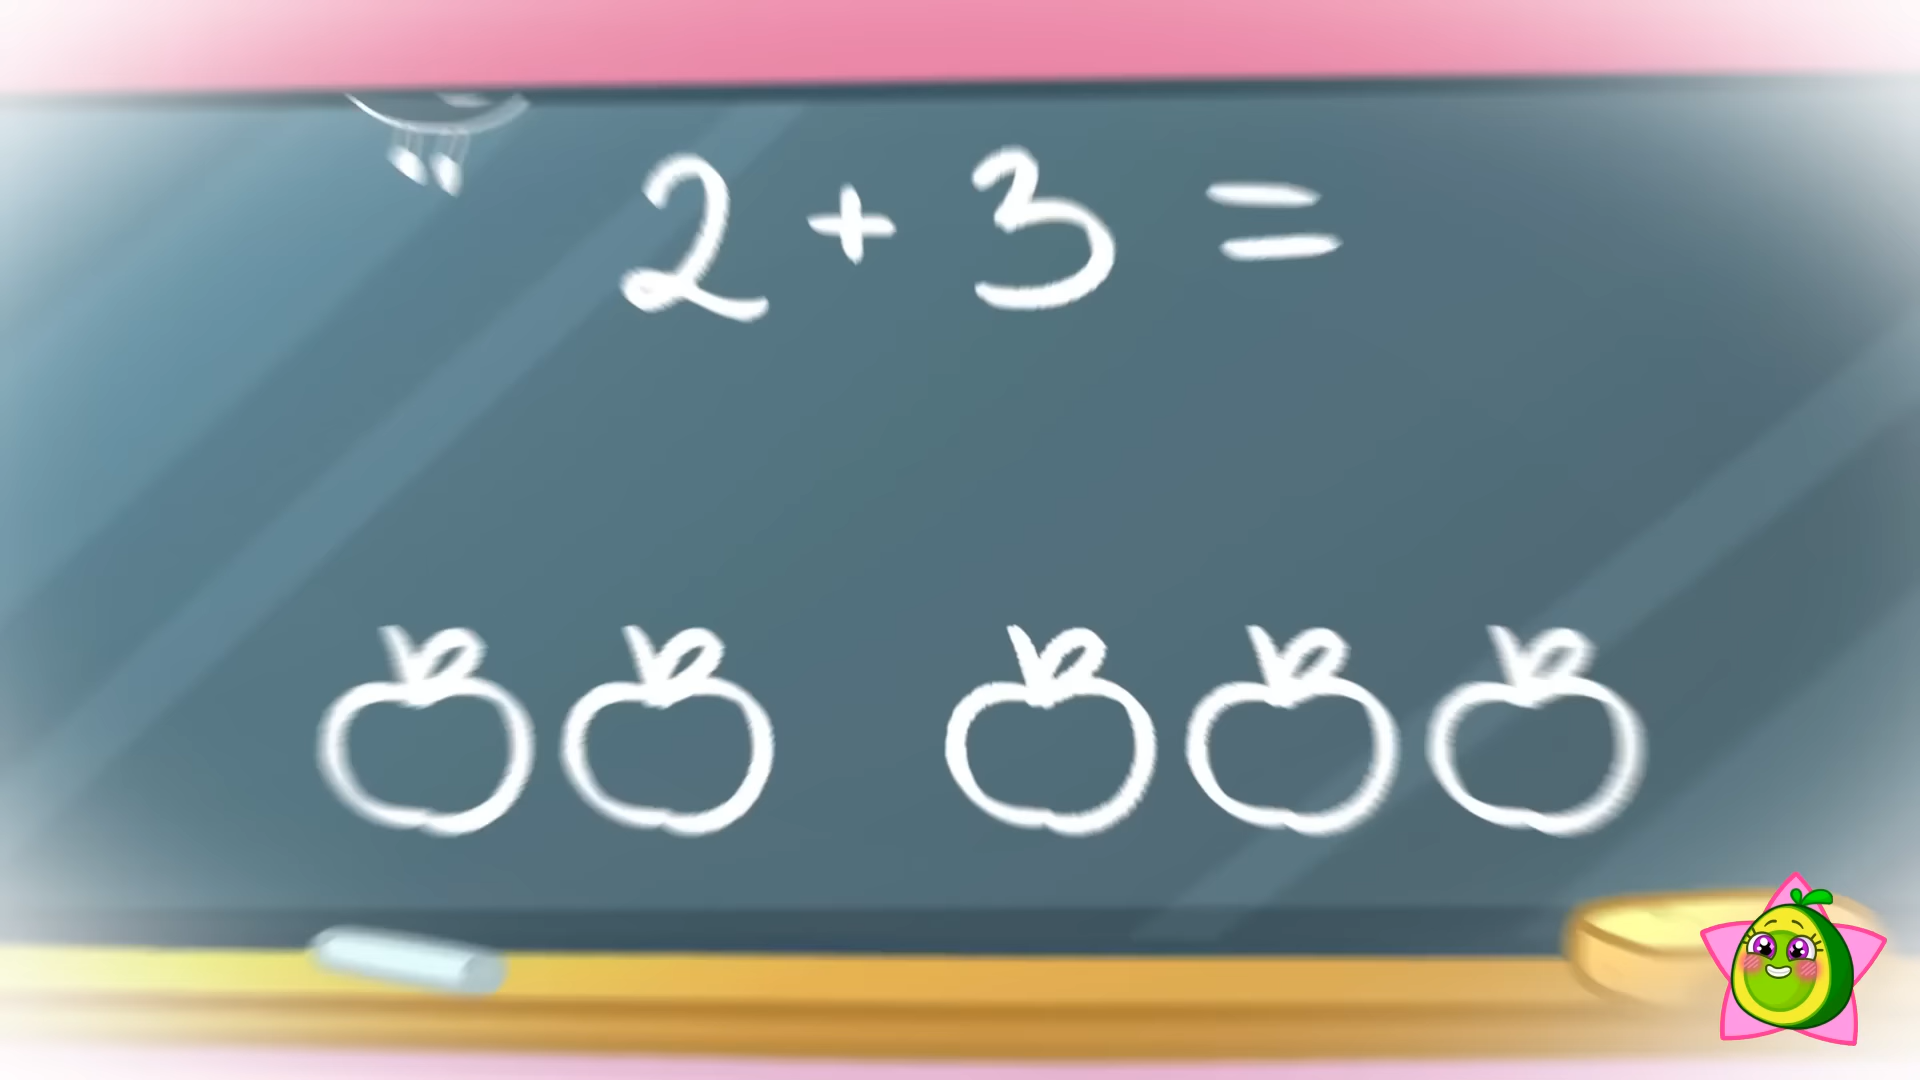 2 + 3 =